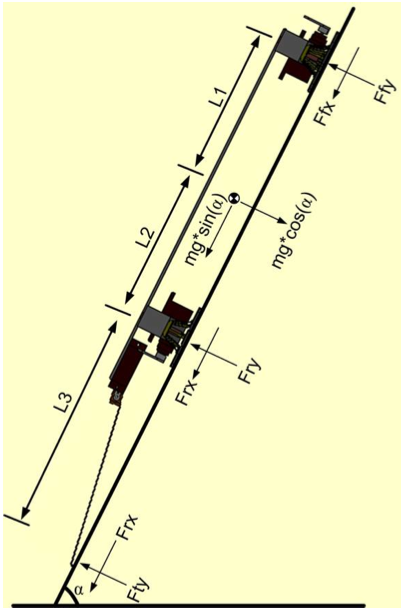 L1
Ffx
Ffy
L2
mg*sin(α)
mg*cos(α)
L3
Frx
Fry
Frx
Fty
α